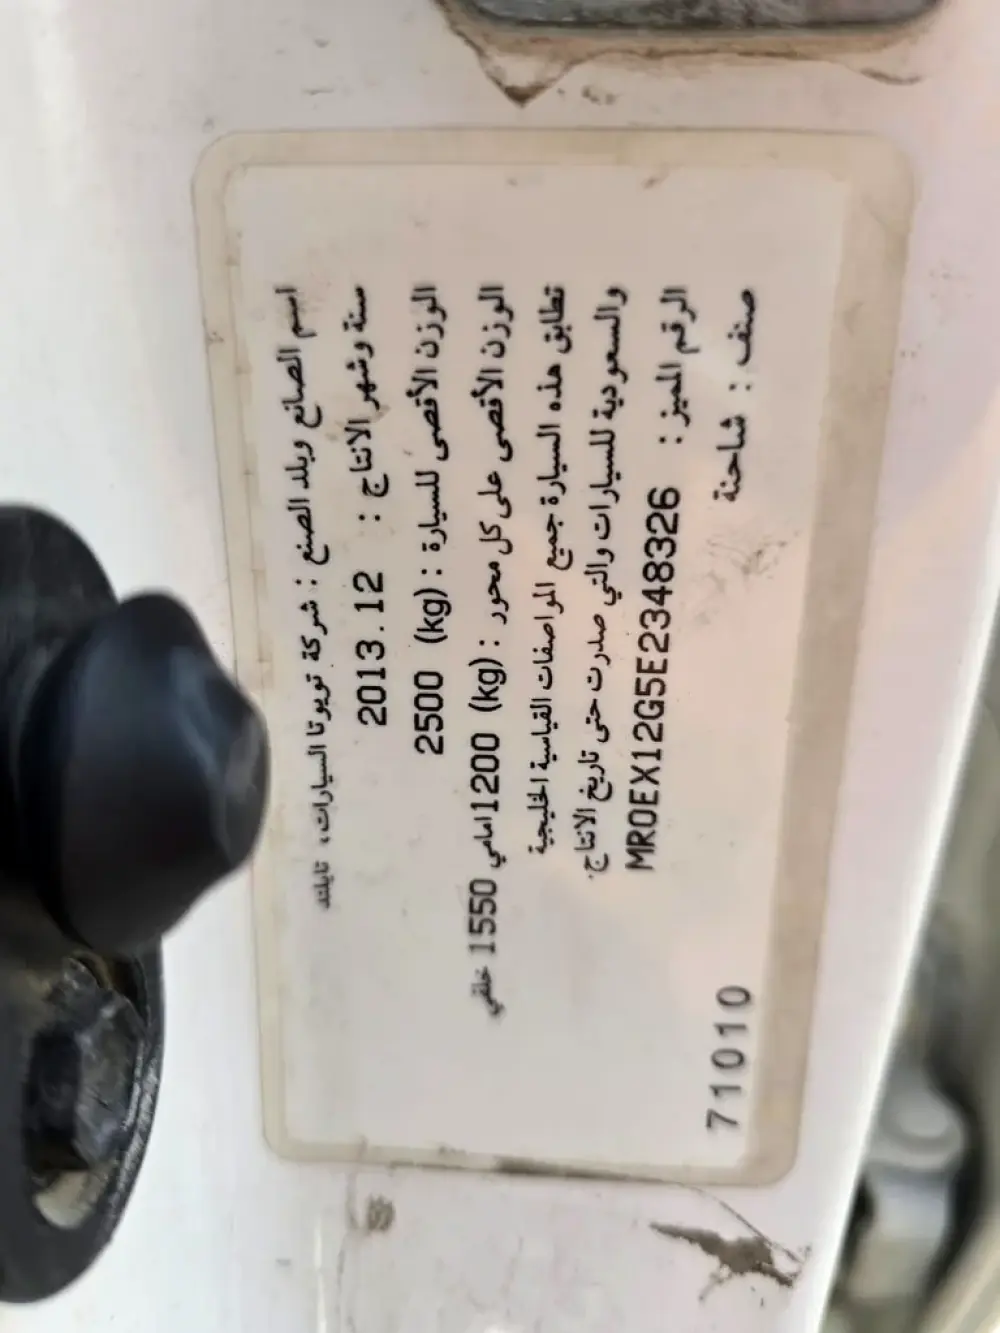 اسم الصانع وبلد الصنع : شركة تويوتا السيارات، تايلند
سنة وشهر الانتاج : 2013.12
الوزن الأقصى للسيارة : (kg) 2500
الوزن الأقصى على كل محور : (kg) 1200 امامي 1550 خلفي
تطابق هذه السيارة جميع المواصفات القياسية الخليجية
والسعودية للسيارات والتي صدرت حتى تاريخ الانتاج.
الرقم المميز : MR0EX12G5E2348326
صنف : شاحنة
71010